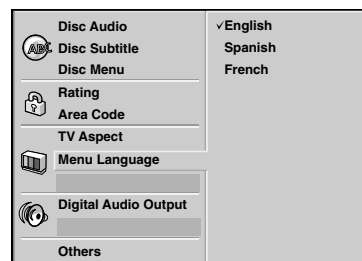 Disc Audio
ABC
Disc Subtitle
Disc Menu
Rating
Area Code
TV Aspect
Menu Language
Digital Audio Output
Others
✓English
Spanish
French